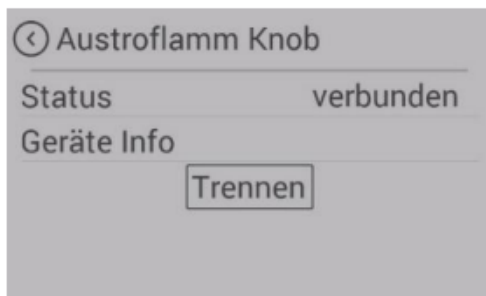 Austroflamm Knob
Status verbunden
Geräte Info
Trennen